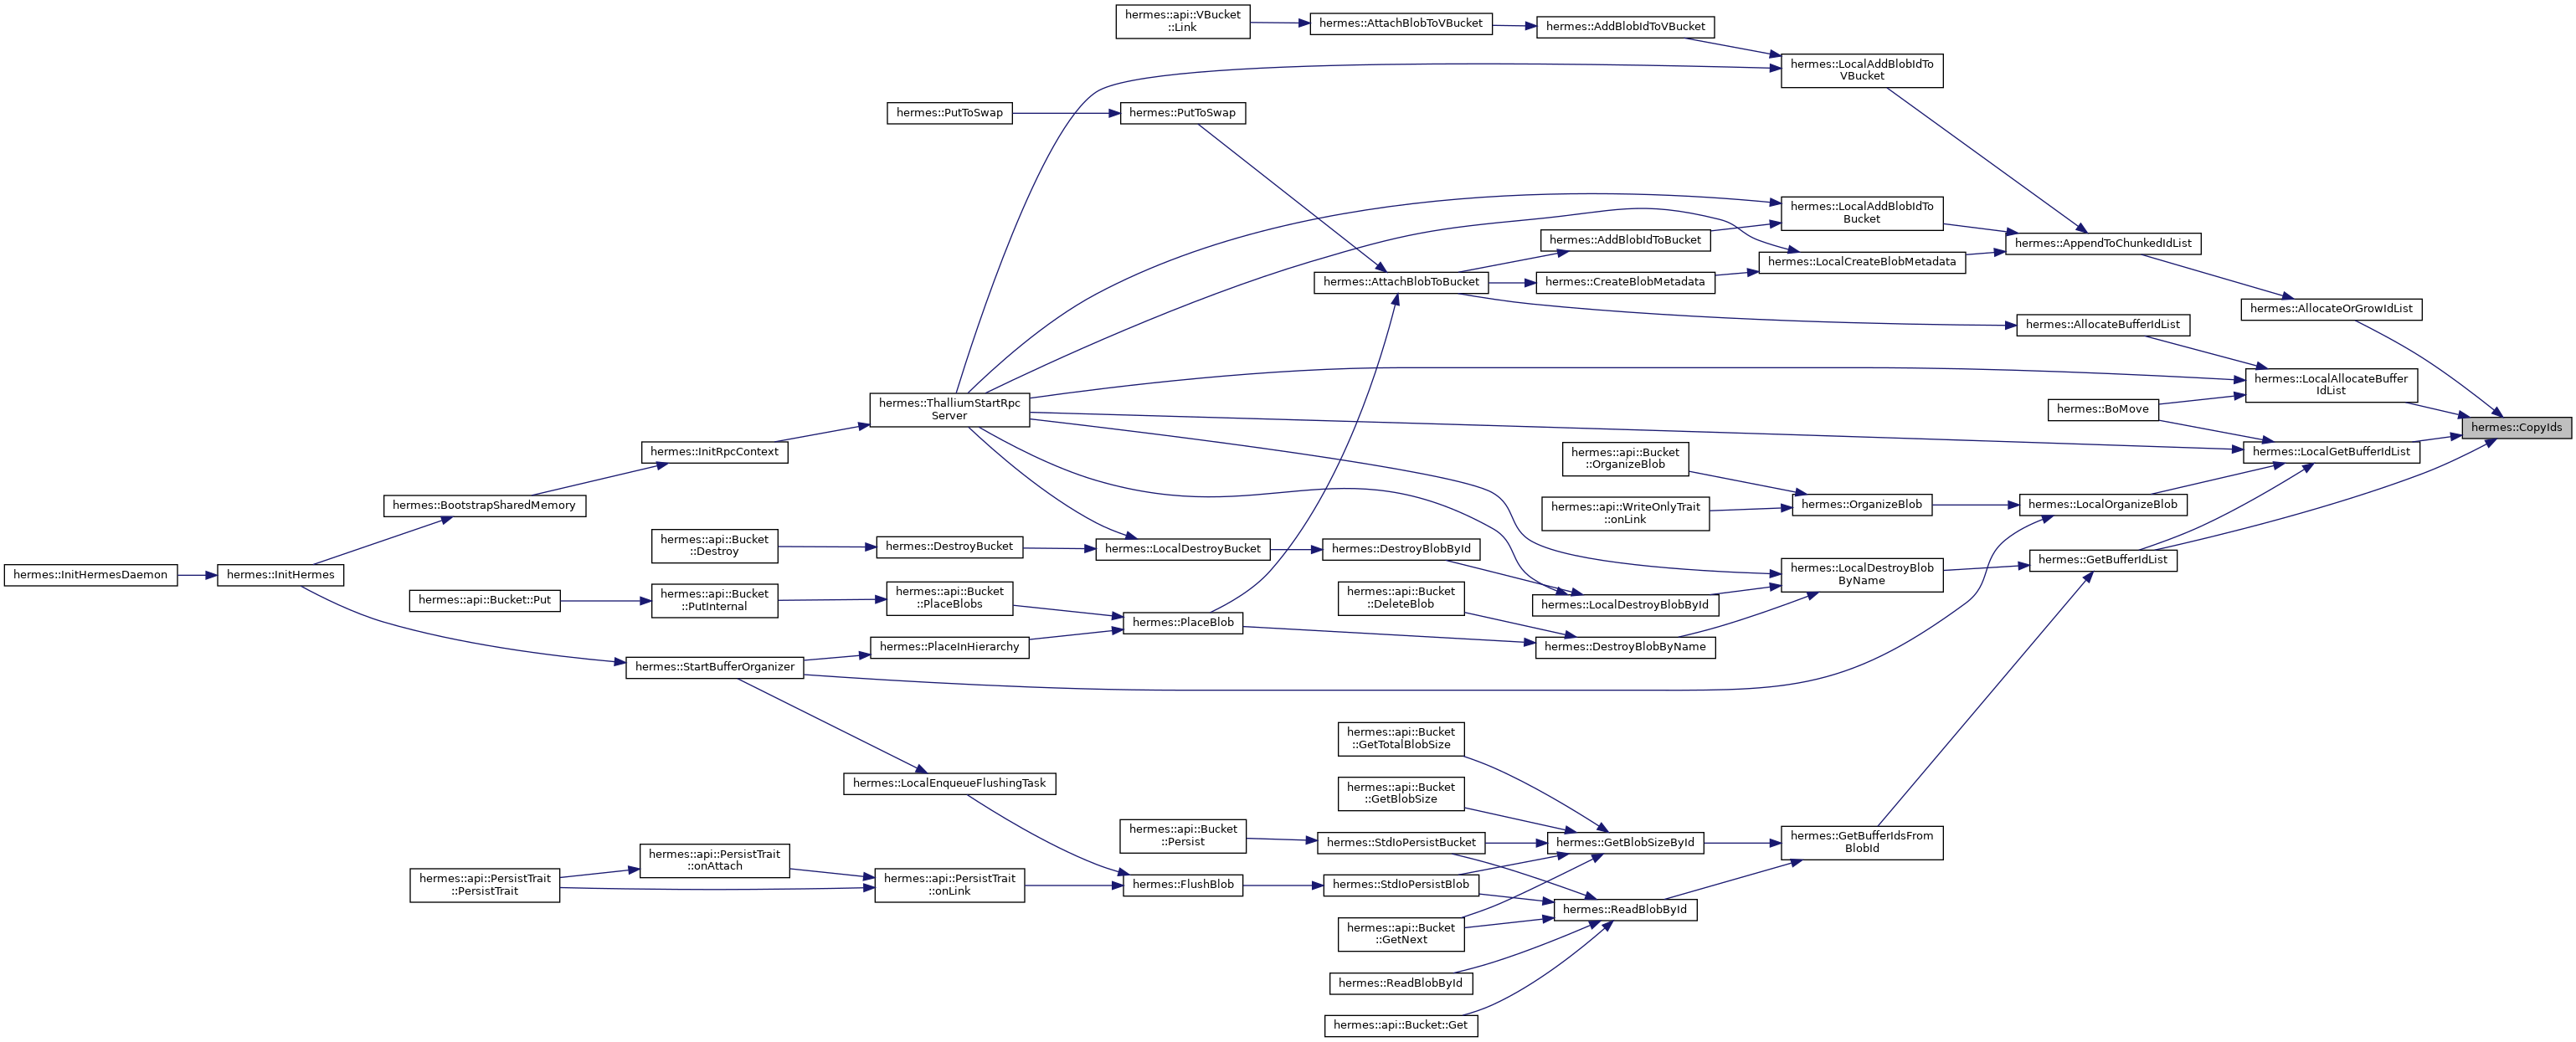 hermes::api::VBucket
::Link
hermes::AttachBlobToVBucket
hermes::AddBlobIdToVBucket
hermes::LocalAddBlobIdTo
VBucket
hermes::PutToSwap
hermes::PutToSwap
hermes::LocalAddBlobIdTo
Bucket
hermes::AddBlobIdToBucket
hermes::AppendToChunkedIdList
hermes::LocalCreateBlobMetadata
hermes::AttachBlobToBucket
hermes::CreateBlobMetadata
hermes::AllocateOrGrowIdList
hermes::AllocateBufferIdList
hermes::LocalAllocateBuffer
IdList
hermes::ThalliumStartRpc
Server
hermes::BoMove
hermes::CopyIds
hermes::InitRpcContext
hermes::api::Bucket
::OrganizeBlob
hermes::LocalGetBufferIdList
hermes::BootstrapSharedMemory
hermes::api::WriteOnlyTrait
::onLink
hermes::OrganizeBlob
hermes::LocalOrganizeBlob
hermes::api::Bucket
::Destroy
hermes::DestroyBucket
hermes::LocalDestroyBucket
hermes::DestroyBlobById
hermes::GetBufferIdList
hermes::InitHermesDaemon
hermes::InitHermes
hermes::LocalDestroyBlob
ByName
hermes::api::Bucket::Put
hermes::api::Bucket
::PutInternal
hermes::api::Bucket
::PlaceBlobs
hermes::api::Bucket
::DeleteBlob
hermes::LocalDestroyBlobById
hermes::PlaceBlob
hermes::PlaceInHierarchy
hermes::DestroyBlobByName
hermes::StartBufferOrganizer
hermes::api::Bucket
::GetTotalBlobSize
hermes::LocalEnqueueFlushingTask
hermes::api::Bucket
::GetBlobSize
hermes::api::Bucket
::Persist
hermes::StdIoPersistBucket
hermes::GetBlobSizeById
hermes::GetBufferIdsFrom
BlobId
hermes::api::PersistTrait
::onAttach
hermes::api::PersistTrait
::PersistTrait
hermes::api::PersistTrait
::onLink
hermes::FlushBlob
hermes::StdIoPersistBlob
hermes::ReadBlobById
hermes::api::Bucket
::GetNext
hermes::ReadBlobById
hermes::api::Bucket::Get